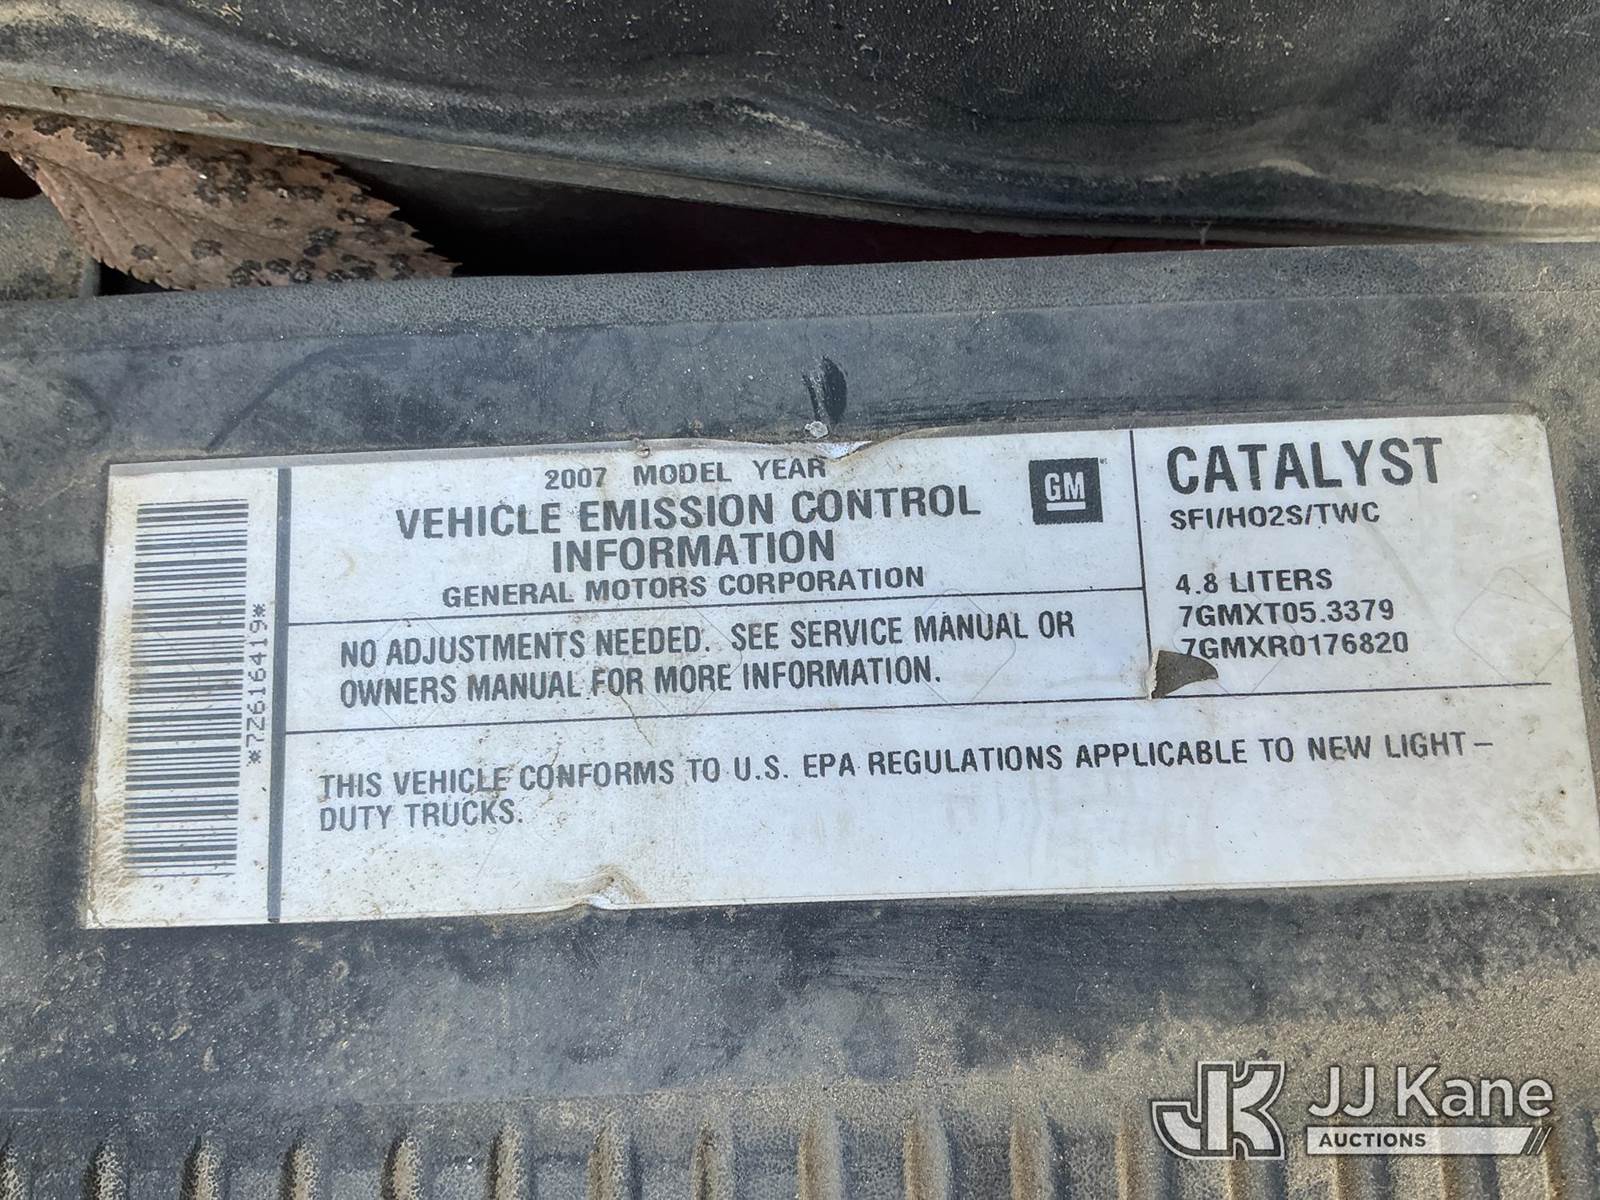 2007 MODEL YEAR
VEHICLE EMISSION CONTROL
INFORMATION
GENERAL MOTORS CORPORATION
GM
NO ADJUSTMENTS NEEDED. SEE SERVICE MANUAL OR
OWNERS MANUAL FOR MORE INFORMATION.
THIS VEHICLE CONFORMS TO U.S. EPA REGULATIONS APPLICABLE TO NEW LIGHT-
DUTY TRUCKS.
CATALYST
SFI/HO2S/TWC
4.8 LITERS
7GMXT05.3379
7GMXR0176820
*7Z616419*
JK JJ Kane
AUCTIONS